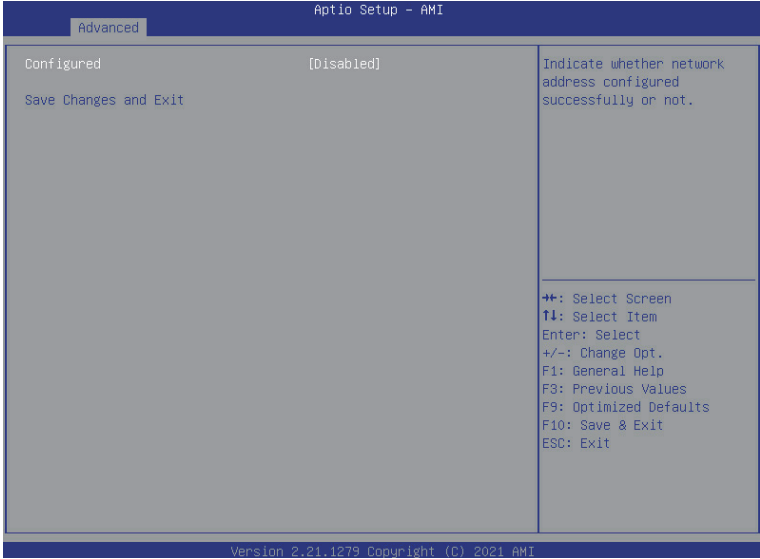 Aptio Setup – AMI
Advanced
Configured [Disabled]
Save Changes and Exit
Indicate whether network
address configured
successfully or not.
→←: Select Screen
↑↓: Select Item
Enter: Select
+/-: Change Opt.
F1: General Help
F3: Previous Values
F9: Optimized Defaults
F10: Save & Exit
ESC: Exit
Version 2.21.1279 Copyright (C) 2021 AMI